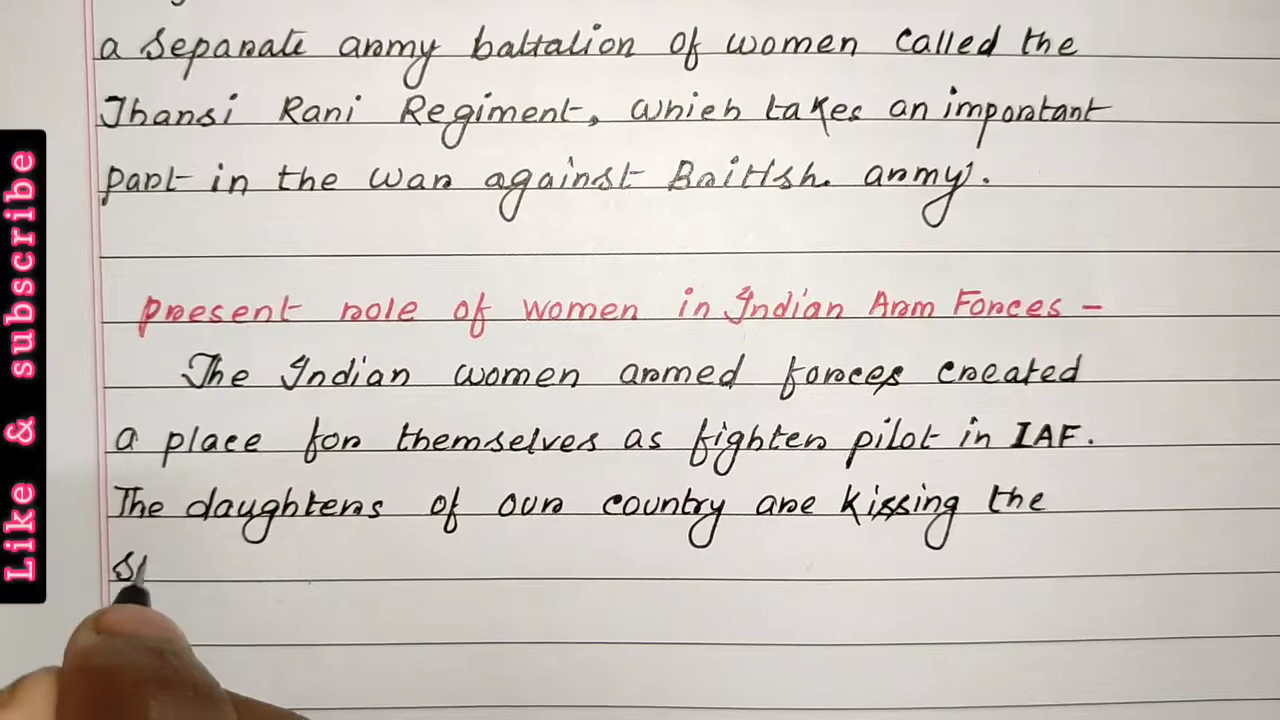 a separate army battalion of women called the
Jhansi Rani Regiment, which takes an important
part in the war against Baitish army.
present role of women in Indian Arm Forces -
The Indian women armed forces created
a place for themselves as fighter pilot in IAF.
The daughters of our country are kissing the
Like & subscribe